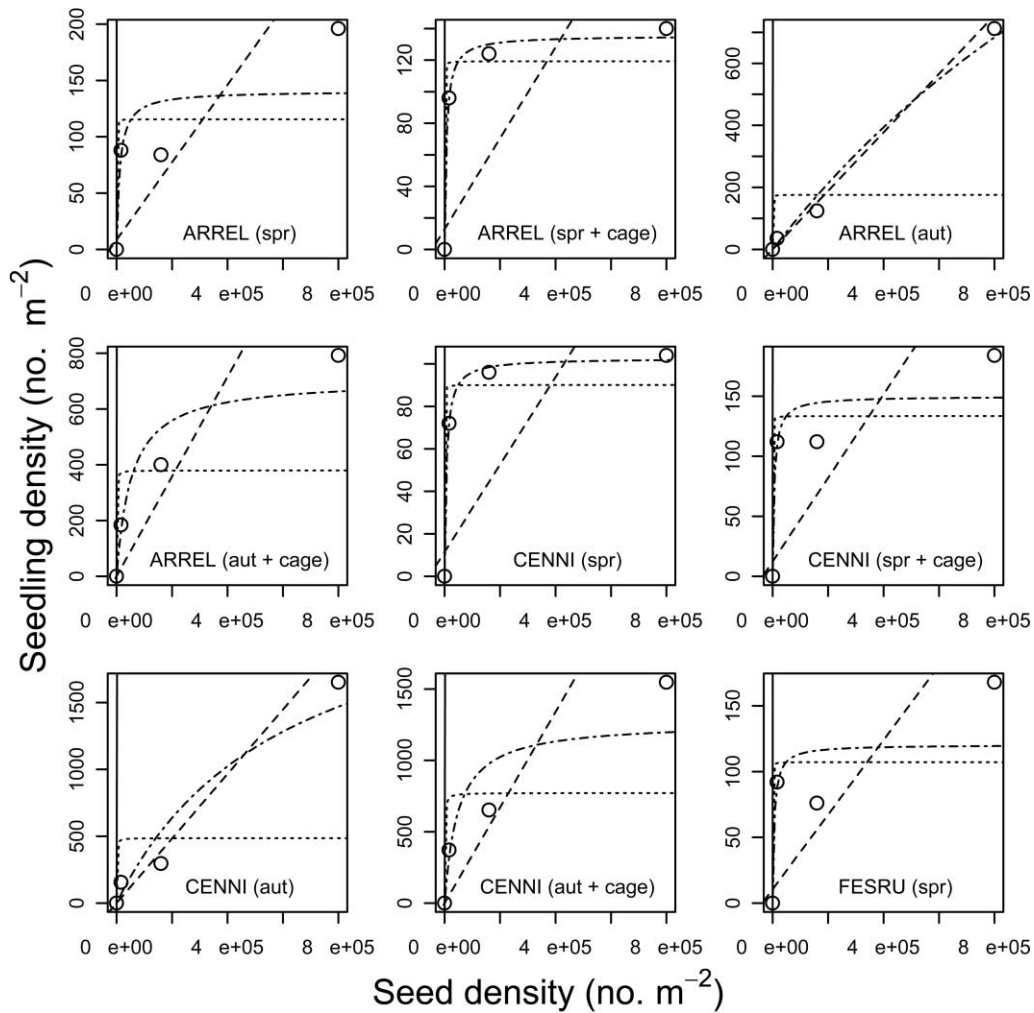 Seedling density (no. m−2)
0 50 100 150 200
ARREL (spr)
0 e+00 4 e+05 8 e+05
0 40 80 120
ARREL (spr + cage)
0 e+00 4 e+05 8 e+05
0 200 400 600
ARREL (aut)
0 e+00 4 e+05 8 e+05
0 200 400 600 800
ARREL (aut + cage)
0 e+00 4 e+05 8 e+05
0 20 40 60 80
CENNI (spr)
0 e+00 4 e+05 8 e+05
0 50 100 150
CENNI (spr + cage)
0 e+00 4 e+05 8 e+05
0 500 1000 1500
CENNI (aut)
0 e+00 4 e+05 8 e+05
0 500 1000 1500
CENNI (aut + cage)
0 e+00 4 e+05 8 e+05
0 50 100 150
FESRU (spr)
0 e+00 4 e+05 8 e+05
Seed density (no. m−2)